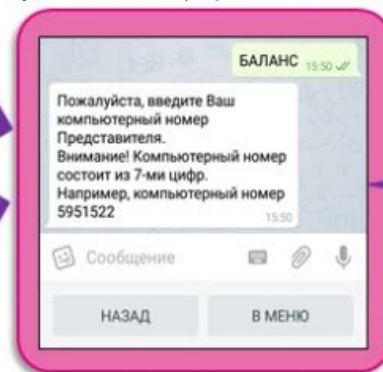 БАЛАНС 15:50
Пожалуйста, введите Ваш
компьютерный номер
Представителя.
Внимание! Компьютерный номер
состоит из 7-ми цифр.
Например, компьютерный номер
5951522
15:50
Сообщение
НАЗАД В МЕНЮ